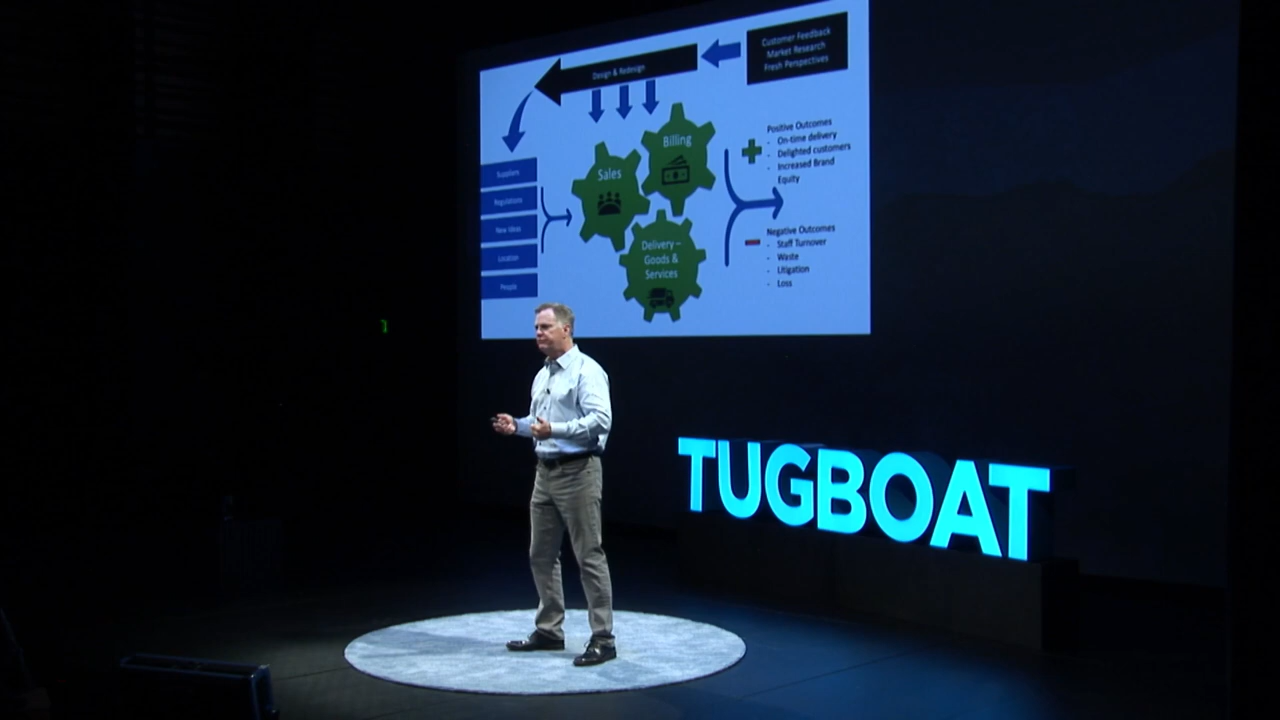 Customer Feedback
Market Research
Fresh Perspectives
Design & Redesign
Suppliers
Regulations
New Ideas
Location
People
Sales
Billing
Delivery –
Goods &
Services
Positive Outcomes
- On-time delivery
- Delighted customers
- Increased Brand
Equity
Negative Outcomes
- Staff Turnover
- Waste
- Litigation
- Loss
TUGBOAT